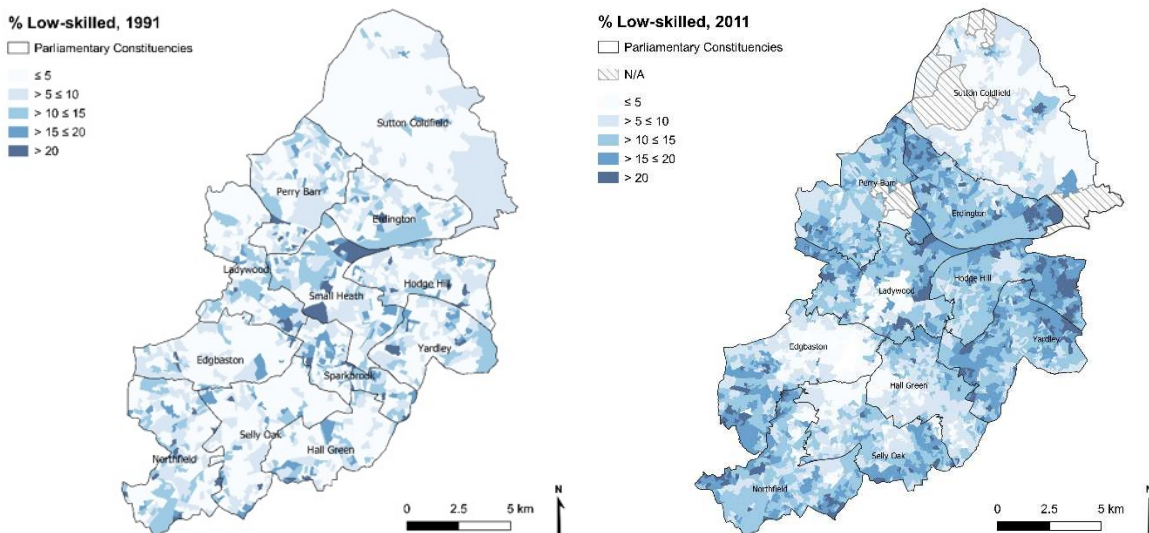 % Low-skilled, 1991
Parliamentary Constituencies
≤ 5
> 5 ≤ 10
> 10 ≤ 15
> 15 ≤ 20
> 20
Sutton Coldfield
Perry Barr
Erdington
Ladywood
Hodge Hill
Small Heath
Yardley
Edgbaston
Sparkbrook
Selly Oak
Hall Green
Northfield
N
0 2.5 5 km
% Low-skilled, 2011
Parliamentary Constituencies
N/A
≤ 5
> 5 ≤ 10
> 10 ≤ 15
> 15 ≤ 20
> 20
Sutton Coldfield
Perry Barr
Erdington
Hodge Hill
Ladywood
Yardley
Edgbaston
Hall Green
Selly Oak
Northfield
N
0 2.5 5 km